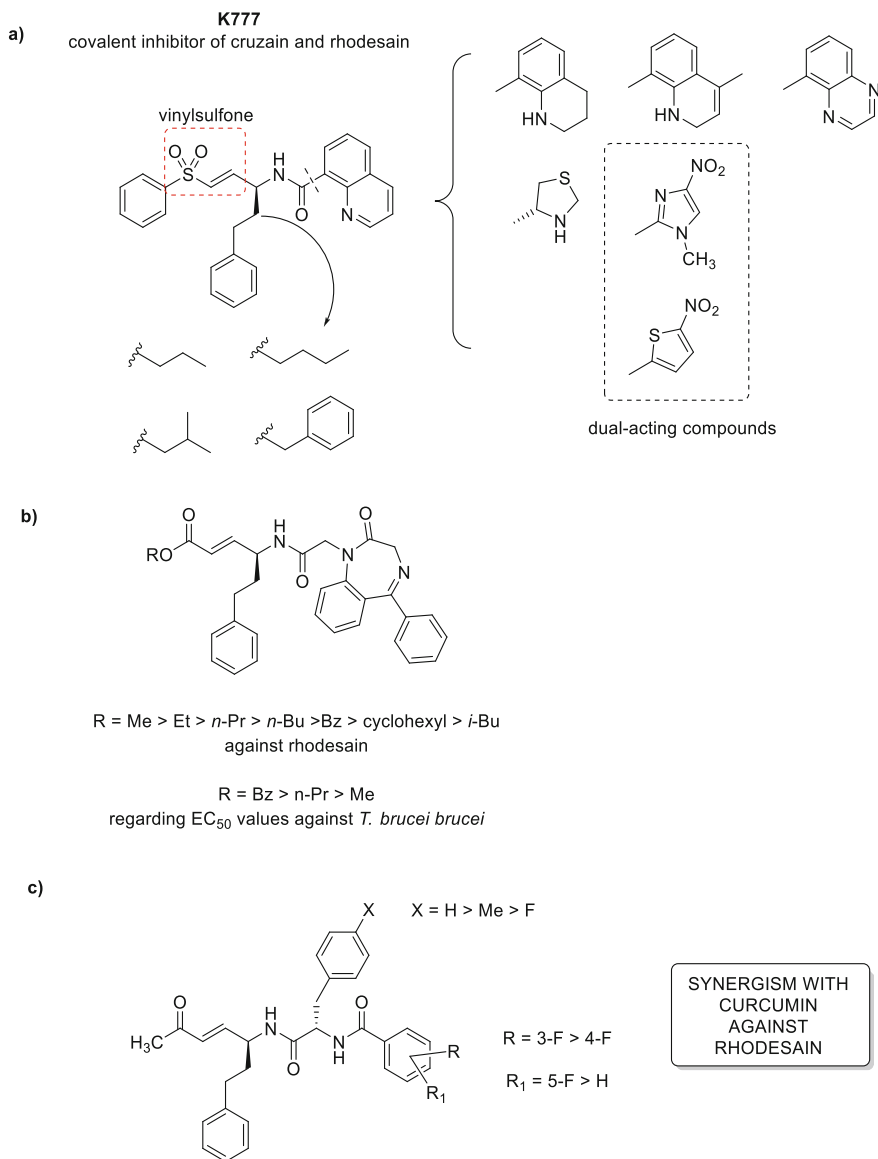 K777
a)
covalent inhibitor of cruzain and rhodesain
vinylsulfone
O
O
S
H
N
O
N
HN
HN
N
N
S
N
H
NO2
N
N
CH3
NO2
S
dual-acting compounds
b)
O
RO
H
N
O
O
N
N
R = Me > Et > n-Pr > n-Bu >Bz > cyclohexyl > i-Bu
against rhodesain
R = Bz > n-Pr > Me
regarding EC50 values against T. brucei brucei
c)
X
X = H > Me > F
O
H3C
H
N
O
N
H
O
R
R1
R = 3-F > 4-F
R1 = 5-F > H
SYNERGISM WITH
CURCUMIN
AGAINST
RHODESAIN